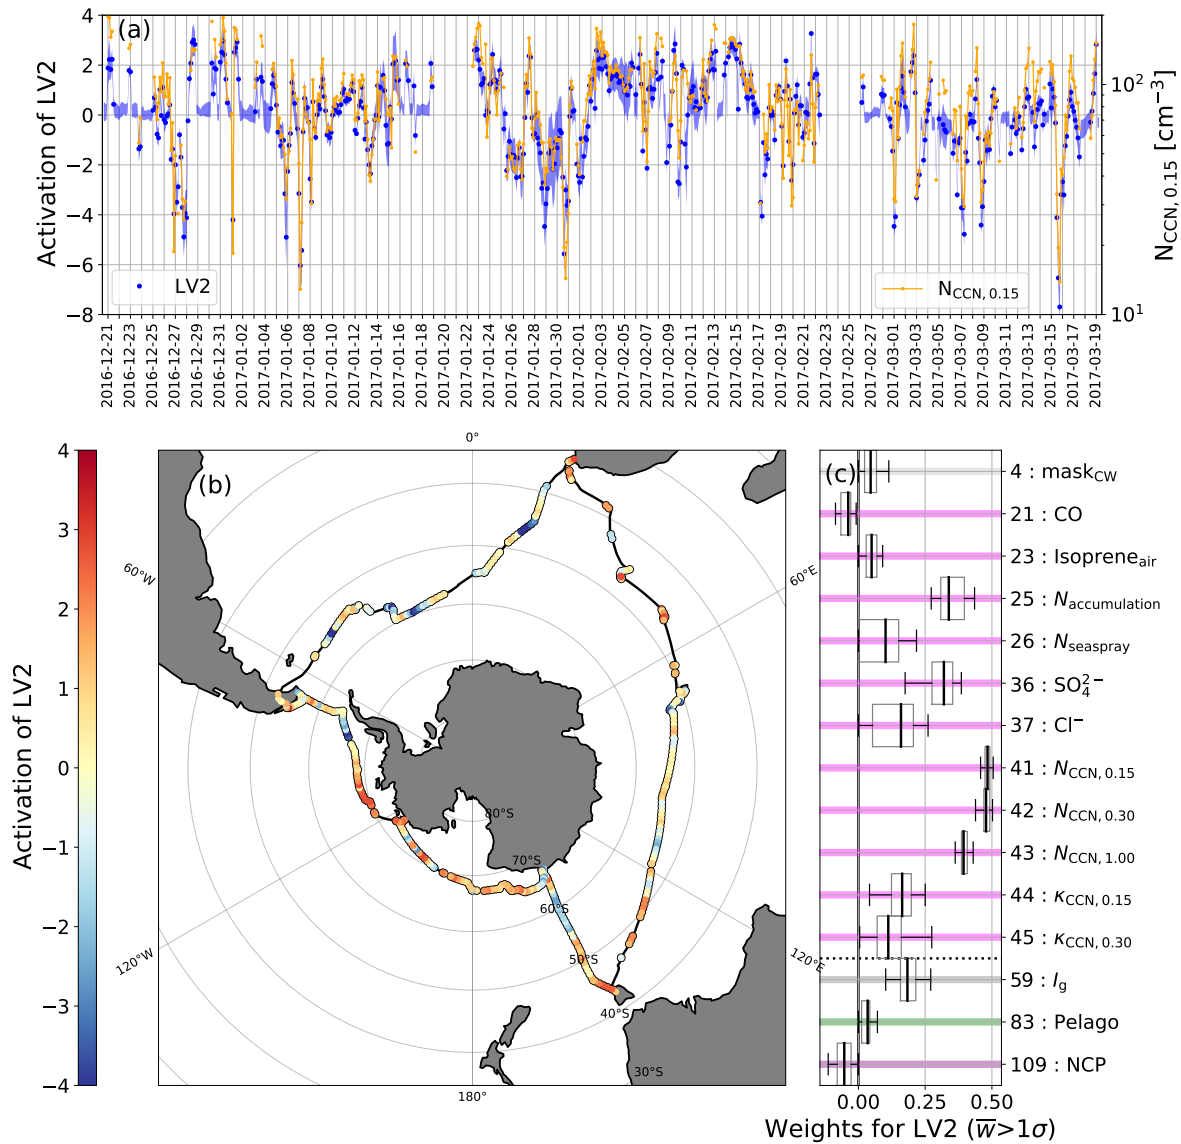 (a)
Activation of LV2
4
2
0
−2
−4
−6
−8
LV2
N_CCN, 0.15
10²
10¹
N_CCN, 0.15 [cm⁻³]
2016-12-21
2016-12-23
2016-12-25
2016-12-27
2016-12-29
2016-12-31
2017-01-02
2017-01-04
2017-01-06
2017-01-08
2017-01-10
2017-01-12
2017-01-14
2017-01-16
2017-01-18
2017-01-20
2017-01-22
2017-01-24
2017-01-26
2017-01-28
2017-01-30
2017-02-01
2017-02-03
2017-02-05
2017-02-07
2017-02-09
2017-02-11
2017-02-13
2017-02-15
2017-02-17
2017-02-19
2017-02-21
2017-02-23
2017-02-25
2017-02-27
2017-03-01
2017-03-03
2017-03-05
2017-03-07
2017-03-09
2017-03-11
2017-03-13
2017-03-15
2017-03-17
2017-03-19
Activation of LV2
4
3
2
1
0
−1
−2
−3
−4
(b)
0°
60°W
60°E
120°W
120°E
180°
80°S
70°S
60°S
50°S
40°S
30°S
(c)
4 : mask_CW
21 : CO
23 : Isoprene_air
25 : N_accumulation
26 : N_seaspray
36 : SO₄²⁻
37 : Cl⁻
41 : N_CCN, 0.15
42 : N_CCN, 0.30
43 : N_CCN, 1.00
44 : κ_CCN, 0.15
45 : κ_CCN, 0.30
59 : I_g
83 : Pelago
109 : NCP
0.00
0.25
0.50
Weights for LV2 (w̅>1σ)